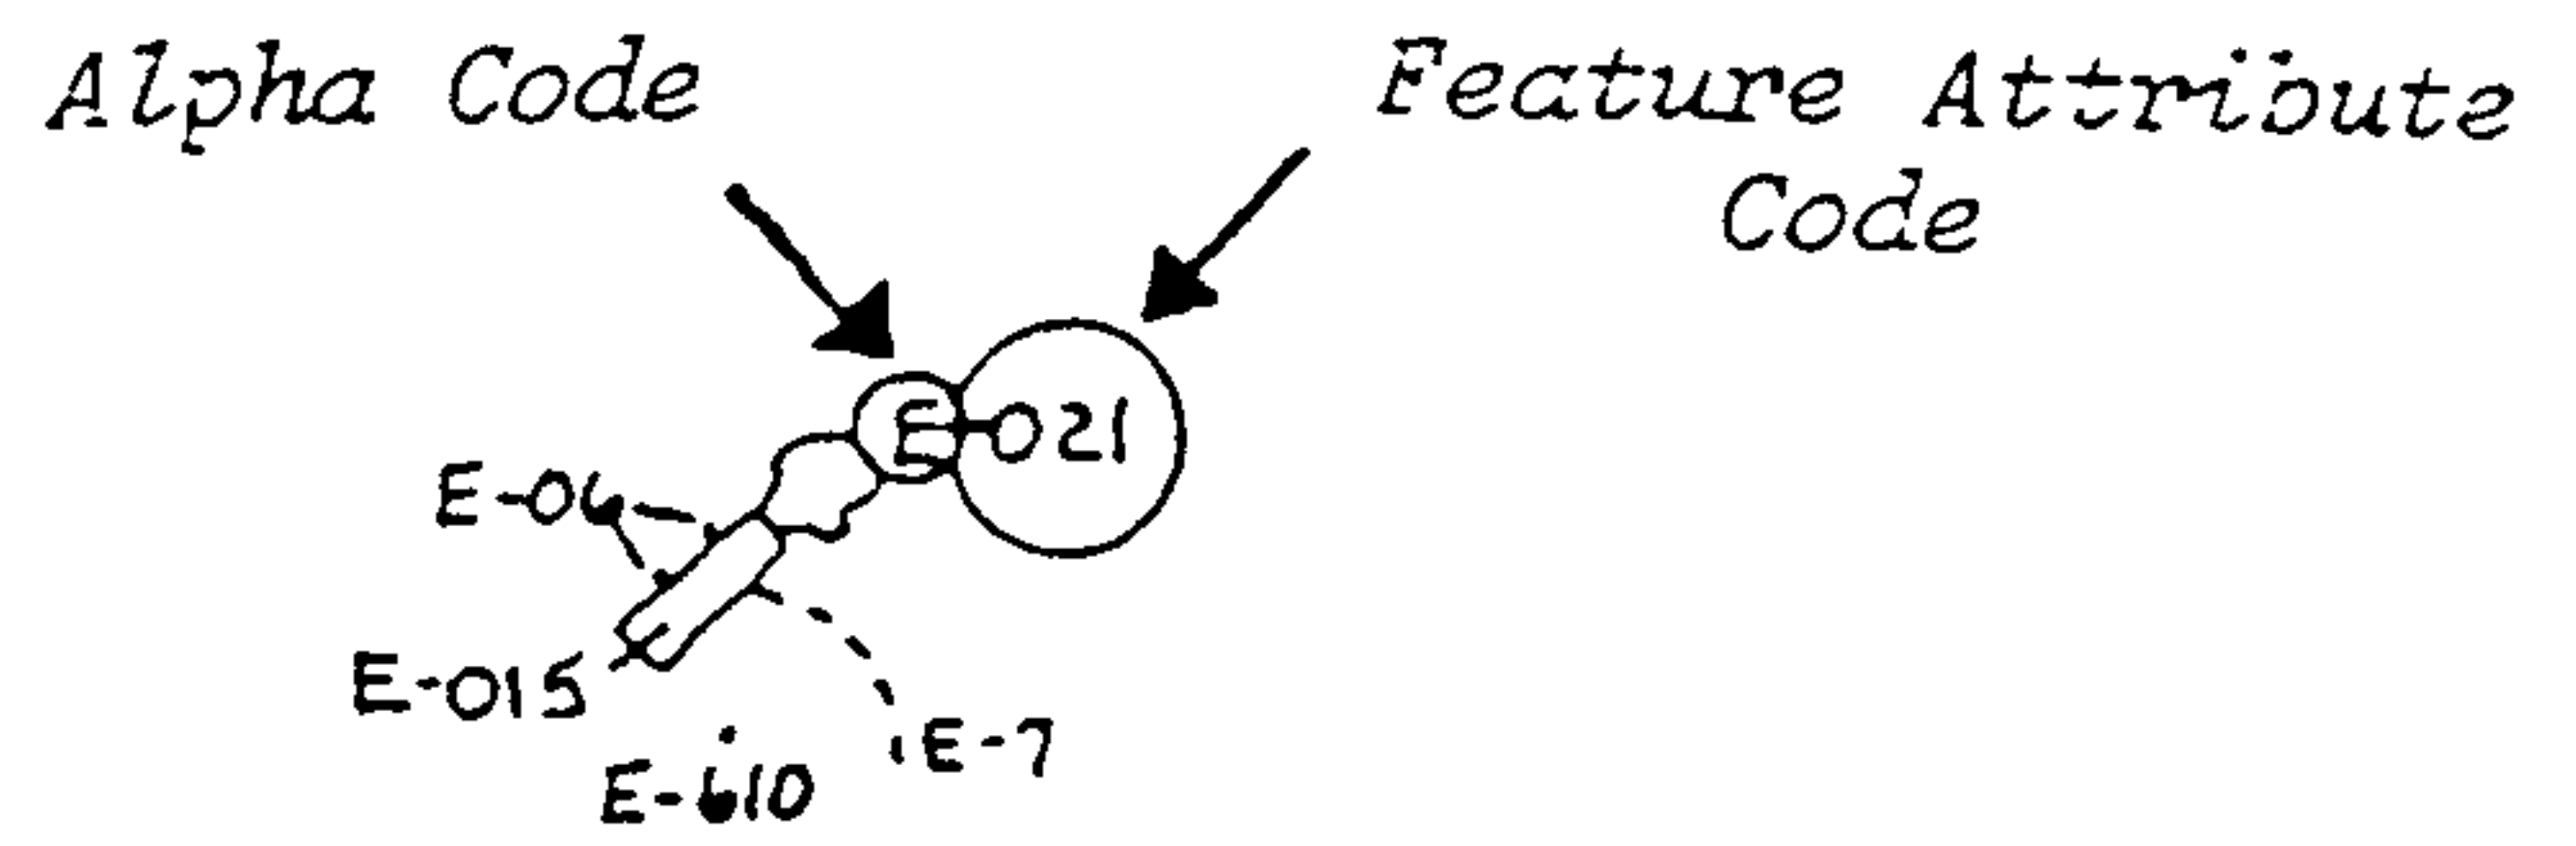 Alpha Code
Feature Attribute
Code
E-021
E-06
E-015
E-7
E-610